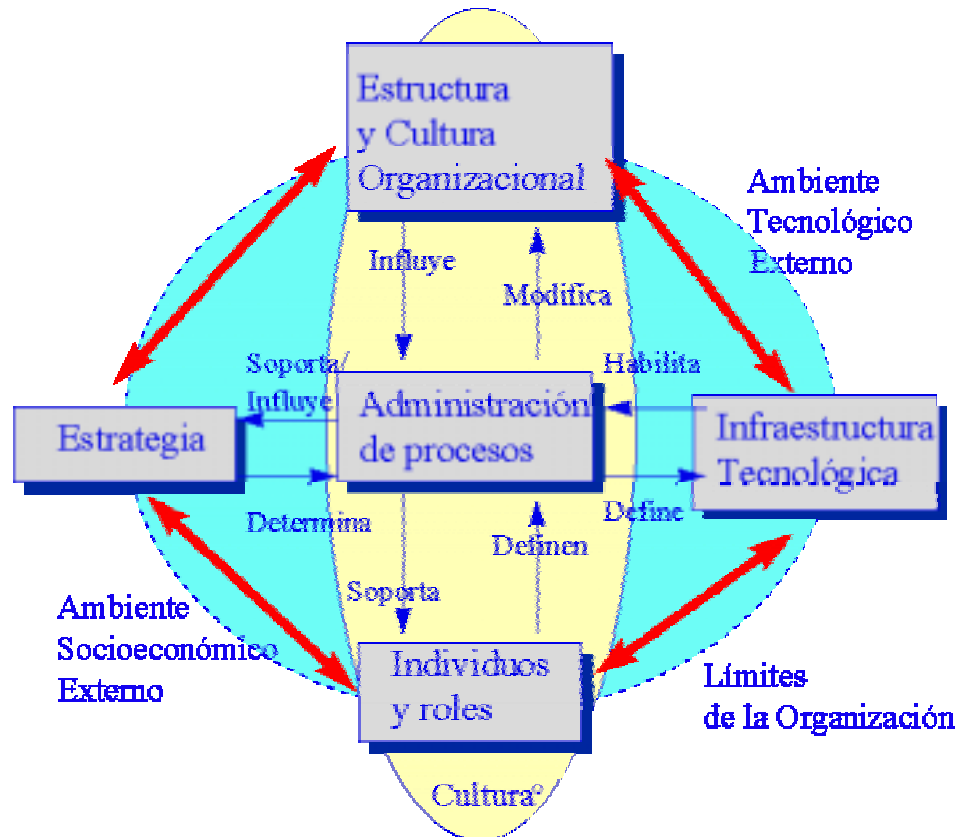 Estructura
y Cultura
Organizacional
Ambiente
Tecnológico
Externo
Influye
Modifica
Soporta/
Influye
Habilita
Estrategia
Administración
de procesos
Infraestructura
Tecnológica
Determina
Define
Definen
Soporta
Ambiente
Socioeconómico
Externo
Individuos
y roles
Límites
de la Organización
Cultura